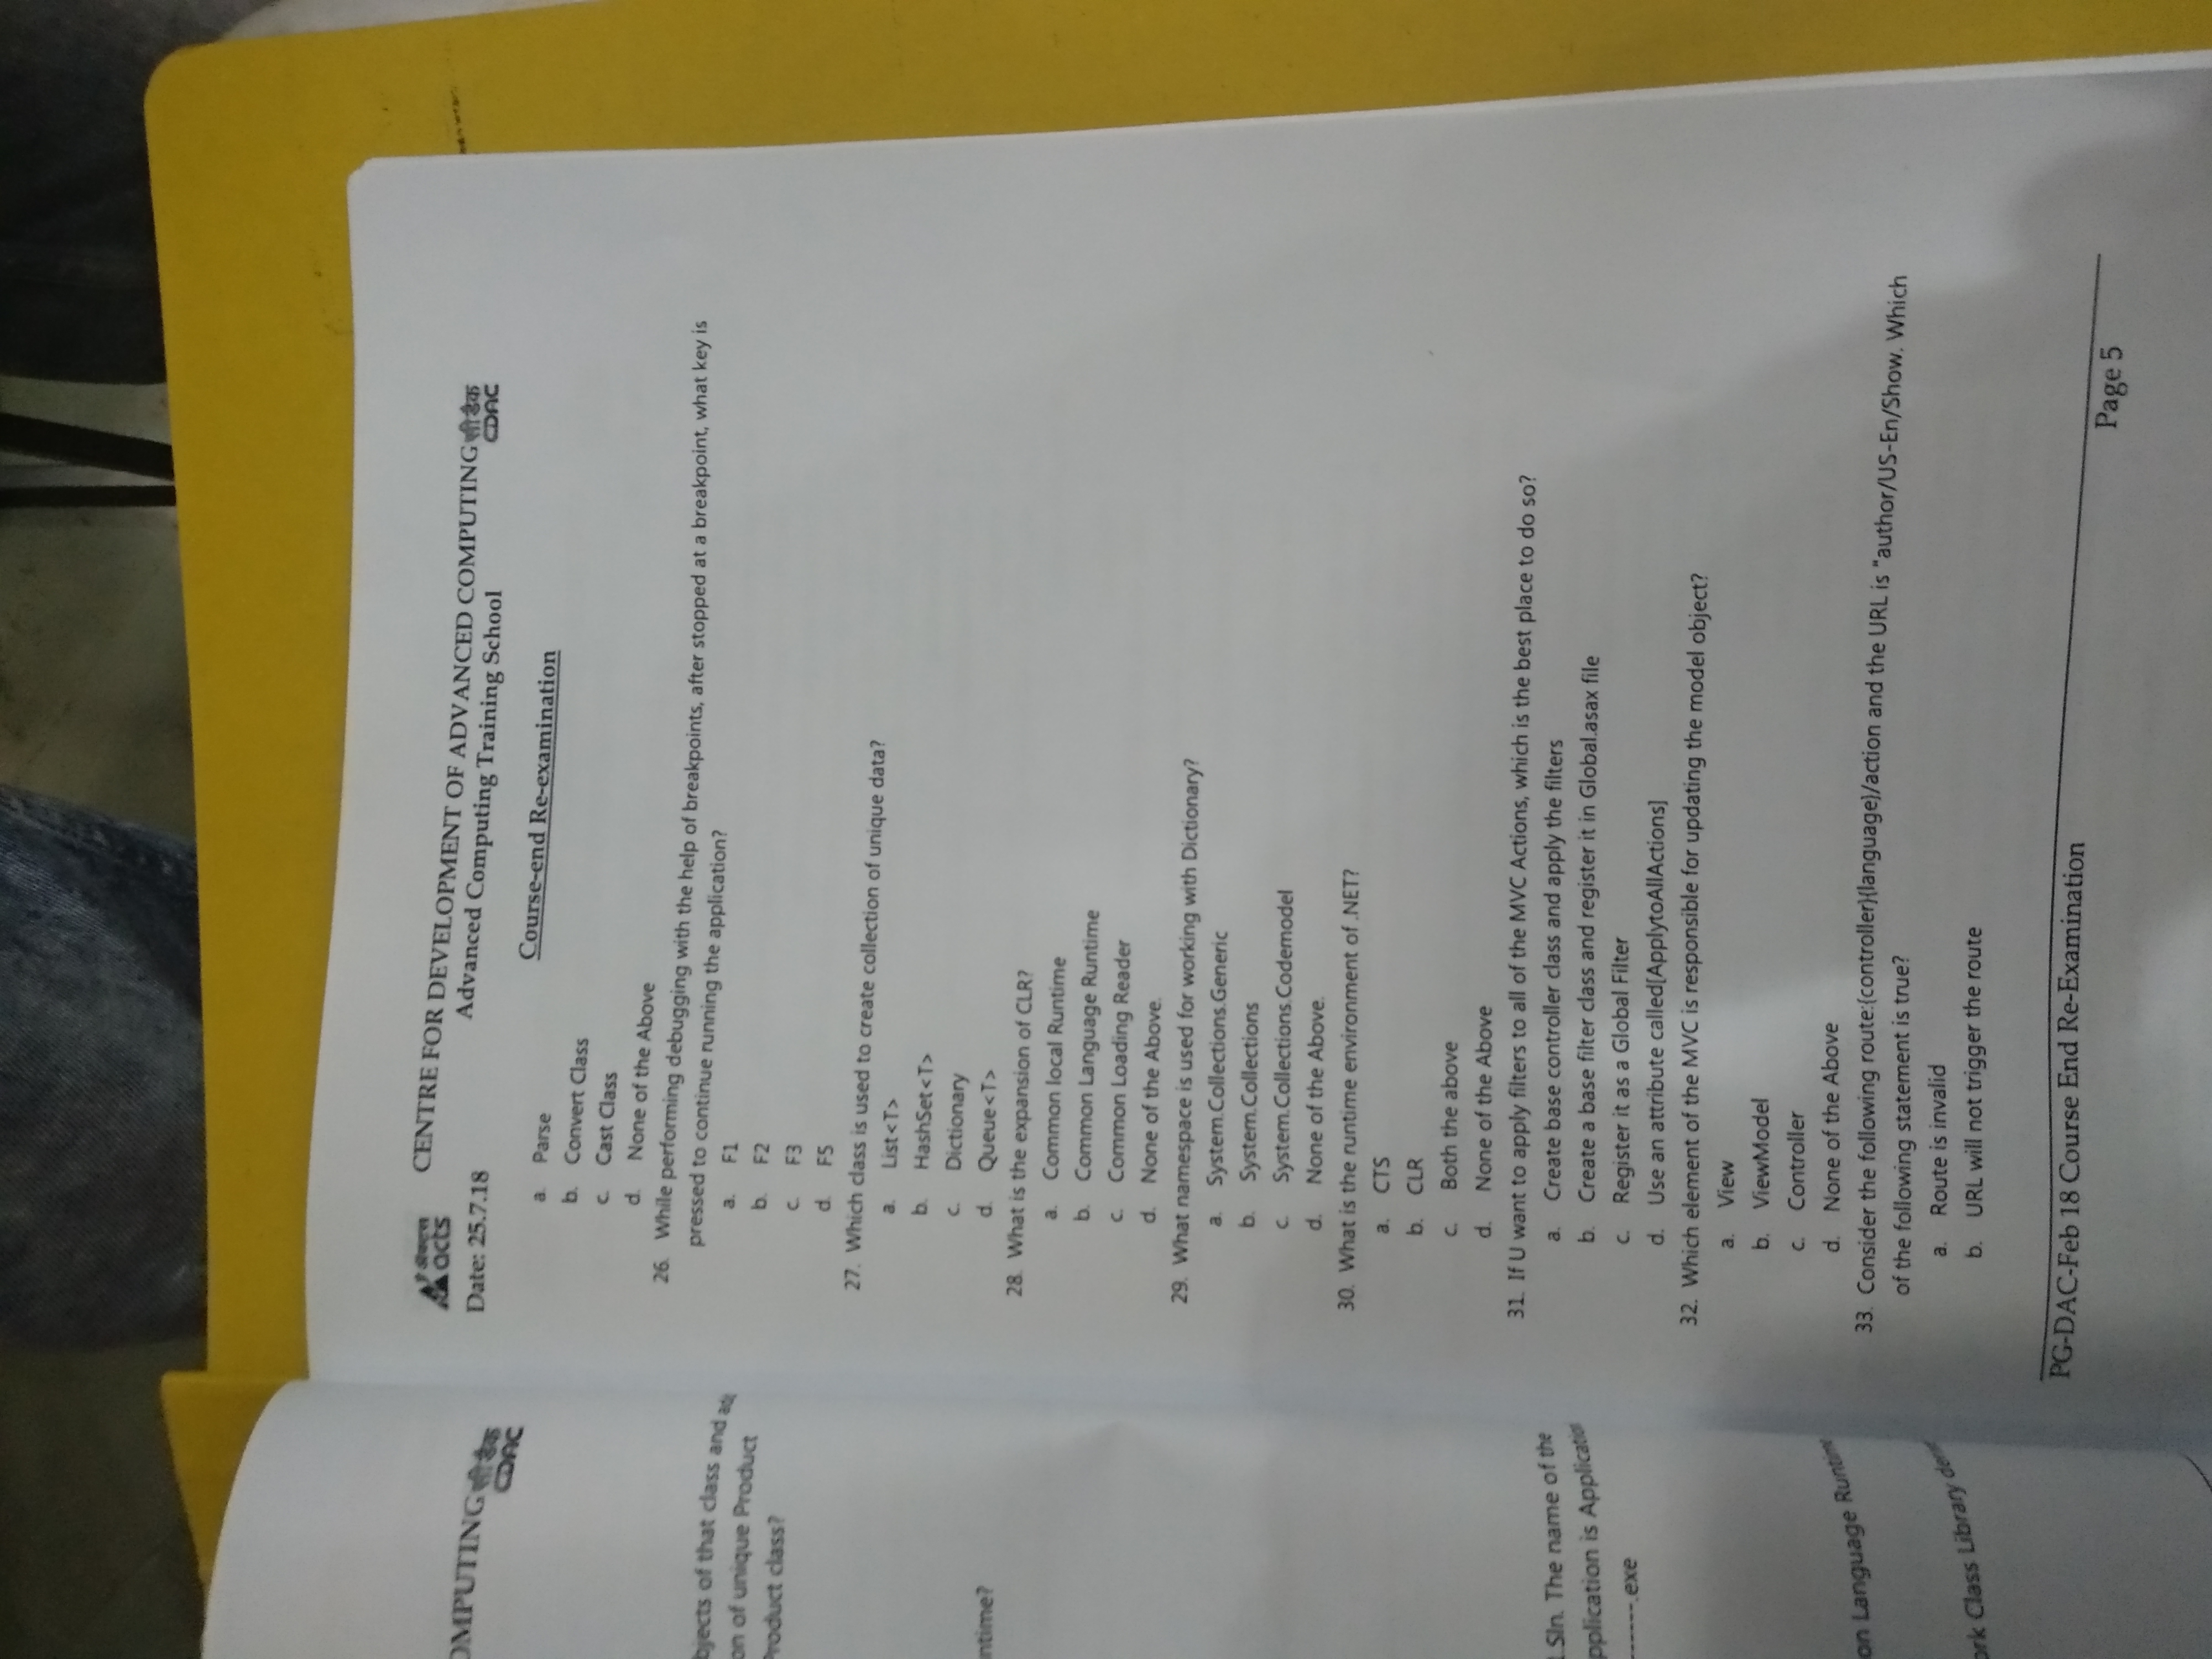 OMPUTING सी डैक
CDAC
bjects of that class and
on of unique Product
Product class?
ntime?
.Sln. The name of the
pplication is Application
------.exe
on Language Runtime
ork Class Library
acts
CENTRE FOR DEVELOPMENT OF ADVANCED COMPUTING सी डैक
CDAC
Date: 25.7.18
Advanced Computing Training School
Course-end Re-examination
a. Parse
b. Convert Class
c. Cast Class
d. None of the Above
26. While performing debugging with the help of breakpoints, after stopped at a breakpoint, what key is
pressed to continue running the application?
a. F1
b. F2
c. F3
d. F5
27. Which class is used to create collection of unique data?
a. List<T>
b. HashSet<T>
c. Dictionary
d. Queue<T>
28. What is the expansion of CLR?
a. Common local Runtime
b. Common Language Runtime
c. Common Loading Reader
d. None of the Above.
29. What namespace is used for working with Dictionary?
a. System.Collections.Generic
b. System.Collections
c. System.Collections.Codemodel
d. None of the Above.
30. What is the runtime environment of .NET?
a. CTS
b. CLR
c. Both the above
d. None of the Above
31. If U want to apply filters to all of the MVC Actions, which is the best place to do so?
a. Create base controller class and apply the filters
b. Create a base filter class and register it in Global.asax file
c. Register it as a Global Filter
d. Use an attribute called[ApplytoAllActions]
32. Which element of the MVC is responsible for updating the model object?
a. View
b. ViewModel
c. Controller
d. None of the Above
33. Consider the following route:{controller}{language}/action and the URL is "author/US-En/Show. Which
of the following statement is true?
a. Route is invalid
b. URL will not trigger the route
PG-DAC-Feb 18 Course End Re-Examination
Page 5